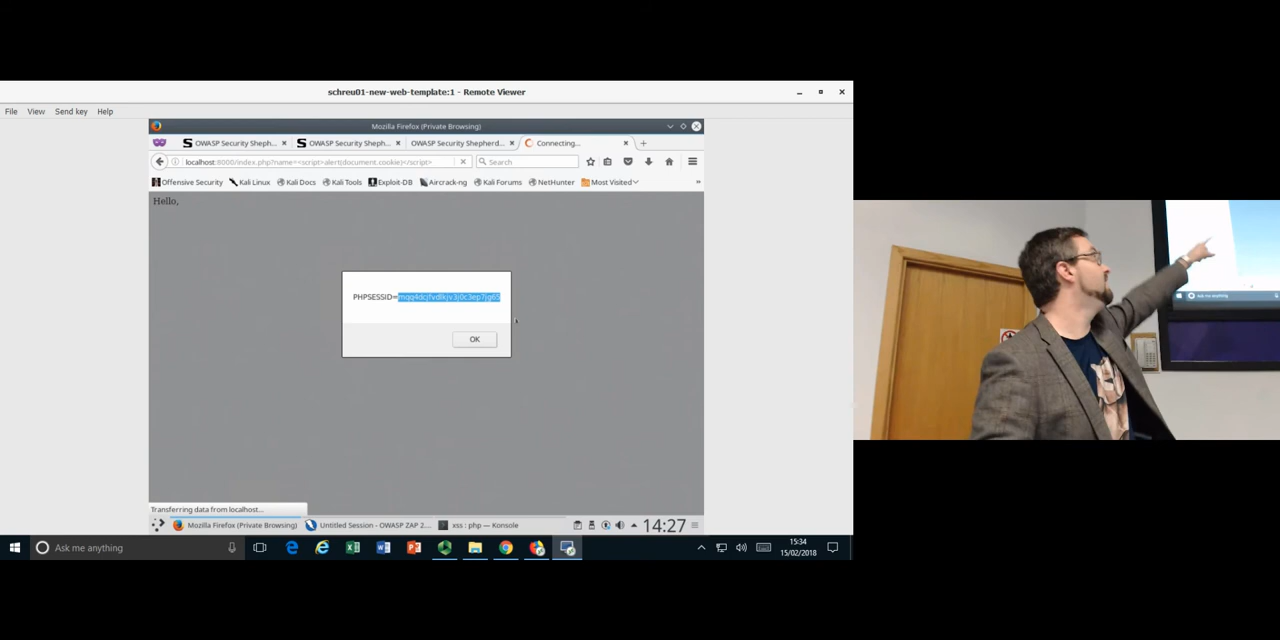 schreu01-new-web-template:1 - Remote Viewer
File View Send key Help
Mozilla Firefox (Private Browsing)
OWASP Security Sheph... OWASP Security Sheph... OWASP Security Shepherd... Connecting...
localhost:8000/index.php?name=<script>alert(document.cookie)</script> Search
Offensive Security Kali Linux Kali Docs Kali Tools Exploit-DB Aircrack-ng Kali Forums NetHunter Most Visited
Hello,
PHPSESSID=
OK
Transferring data from localhost...
Mozilla Firefox (Private Browsing) Untitled Session - OWASP ZAP 2.... xss : php — Konsole 14:27
Ask me anything
15:34
15/02/2018
Ask me anything